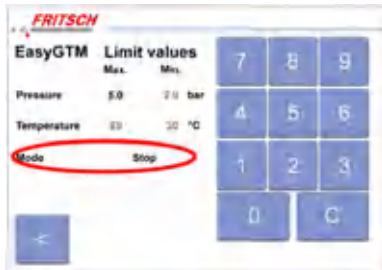 FRITSCH
EasyGTM Limit values
Max. Min.
Pressure 5.0 bar
Temperature °C
Mode Stop
7 8 9
4 5 6
1 2 3
0 C
<